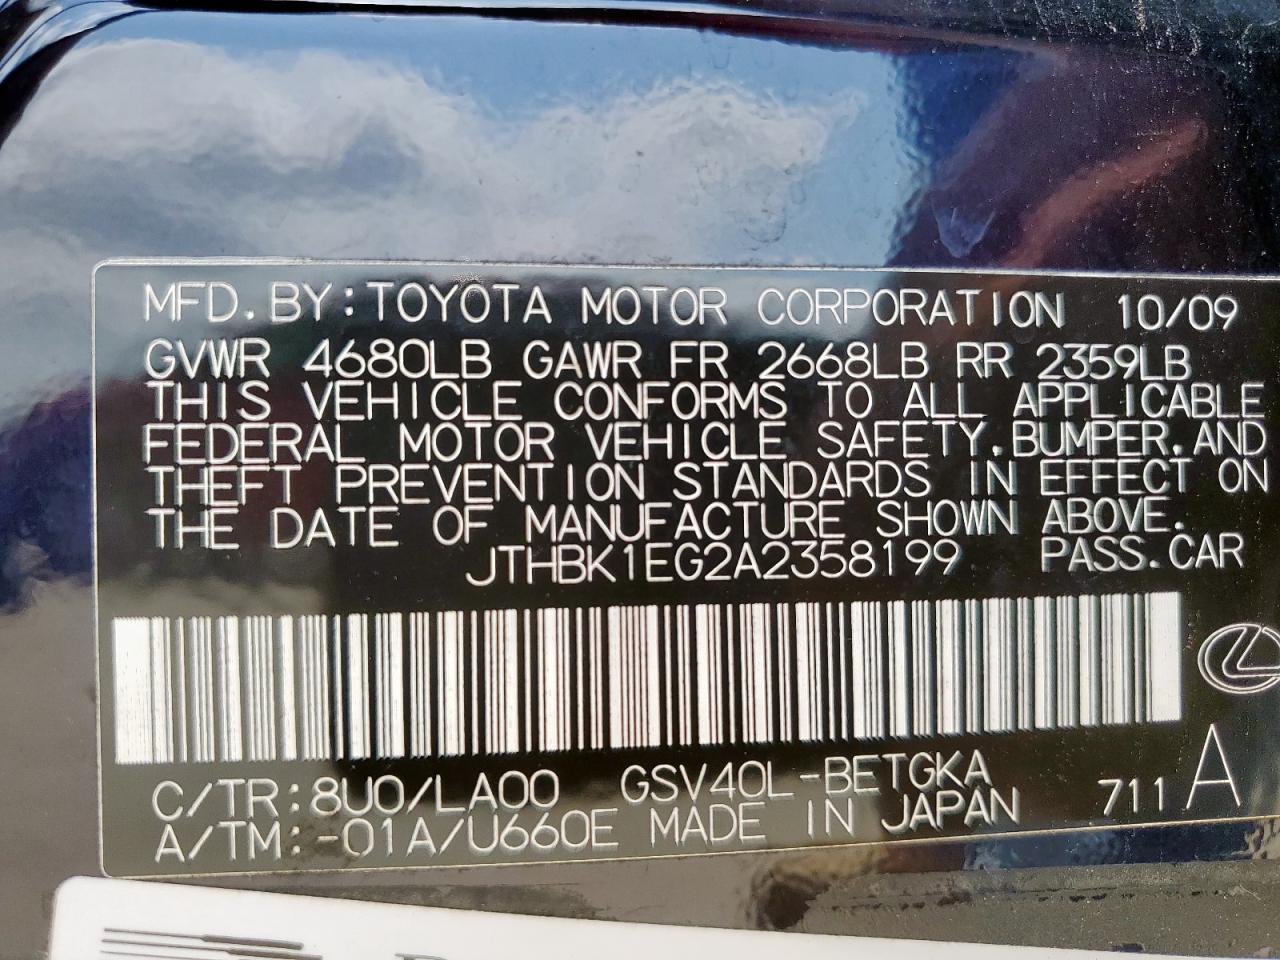 MFD. BY: TOYOTA MOTOR CORPORATION 10/09
GVWR 4680LB GAWR FR 2668LB RR 2359LB
THIS VEHICLE CONFORMS TO ALL APPLICABLE
FEDERAL MOTOR VEHICLE SAFETY, BUMPER, AND
THEFT PREVENTION STANDARDS IN EFFECT ON
THE DATE OF MANUFACTURE SHOWN ABOVE.
JTHBK1EG2A2358199 PASS. CAR
C/TR: 8U0/LA00 GSV40L-BETGKA
A/TM: -01A/U660E MADE IN JAPAN 711 A